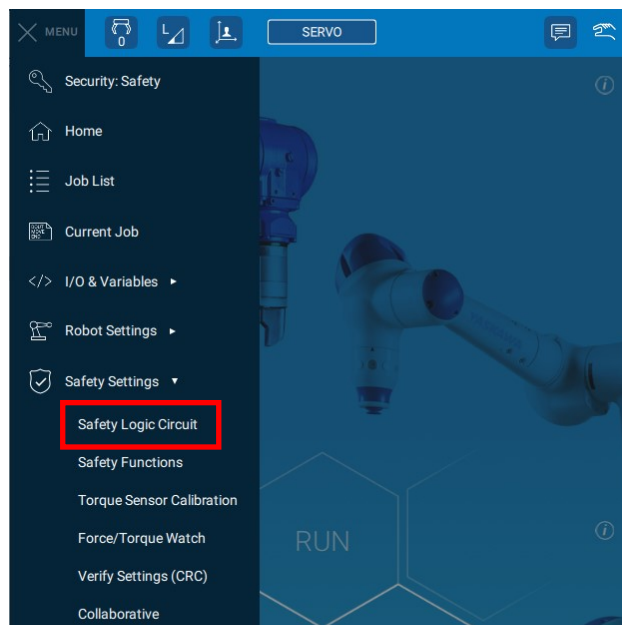 MENU
0
L
SERVO
Security: Safety
Home
Job List
Current Job
</> I/O & Variables
Robot Settings
Safety Settings
Safety Logic Circuit
Safety Functions
Torque Sensor Calibration
Force/Torque Watch
RUN
Verify Settings (CRC)
Collaborative